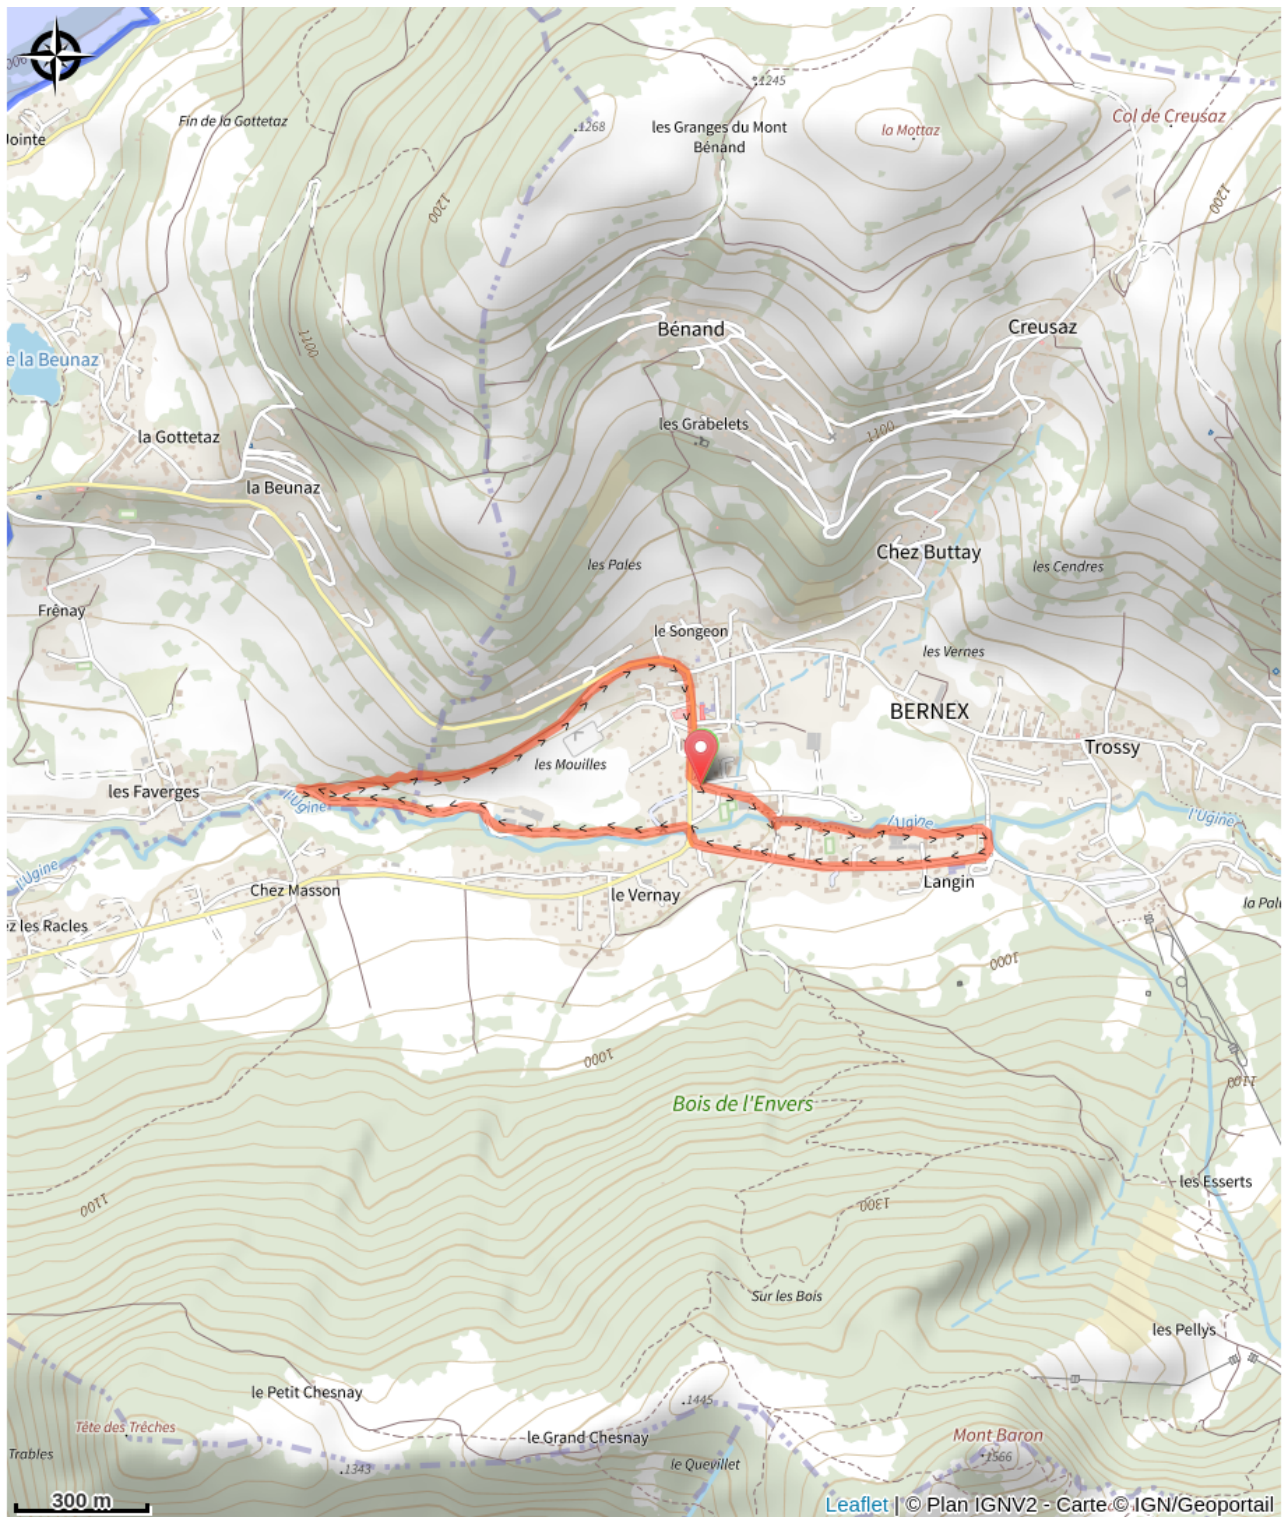 1245
Fin de la Gottetaz
1268
les Granges du Mont
Bénand
la Mottaz
Col de Creusaz
Jointe
1200
1200
Bénand
Creusaz
1100
e la Beunaz
les Grabelets
1100
la Gottetaz
la Beunaz
Chez Buttay
les Pales
les Cendres
Frênay
le Songeon
les Vernes
BERNEX
Trossy
les Mouilles
les Faverges
l'Ugine
l'Ugine
l'Ugine
l'Ugine
Chez Masson
le Vernay
Langin
la Pal
ez les Racles
1000
1000
1100
Bois de l'Envers
les Esserts
1100
1300
Sur les Bois
les Pellys
le Petit Chesnay
1445
Tête des Trêches
le Grand Chesnay
Mont Baron
Trables
1343
le Quevillet
1566
300 m
Leaflet | © Plan IGNV2 - Carte © IGN/Geoportail